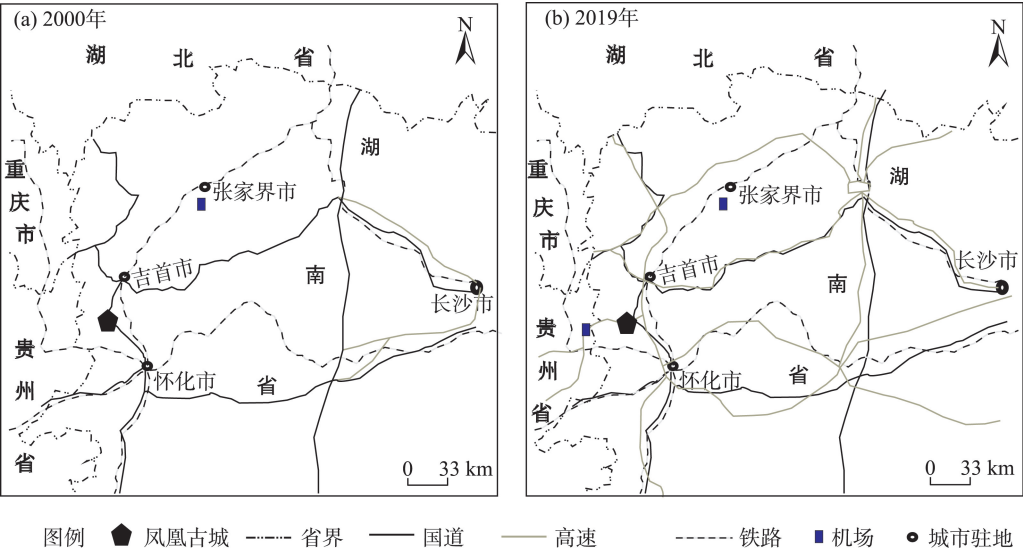 (a) 2000年
N
湖 北 省
重
庆
市
湖
张家界市
吉首市
南
长沙市
贵
州
省
怀化市
省
0 33 km
(b) 2019年
N
湖 北 省
重
庆
市
湖
张家界市
吉首市
南
长沙市
贵
州
省
怀化市
省
0 33 km
图例 凤凰古城 省界 国道 高速 铁路 机场 城市驻地